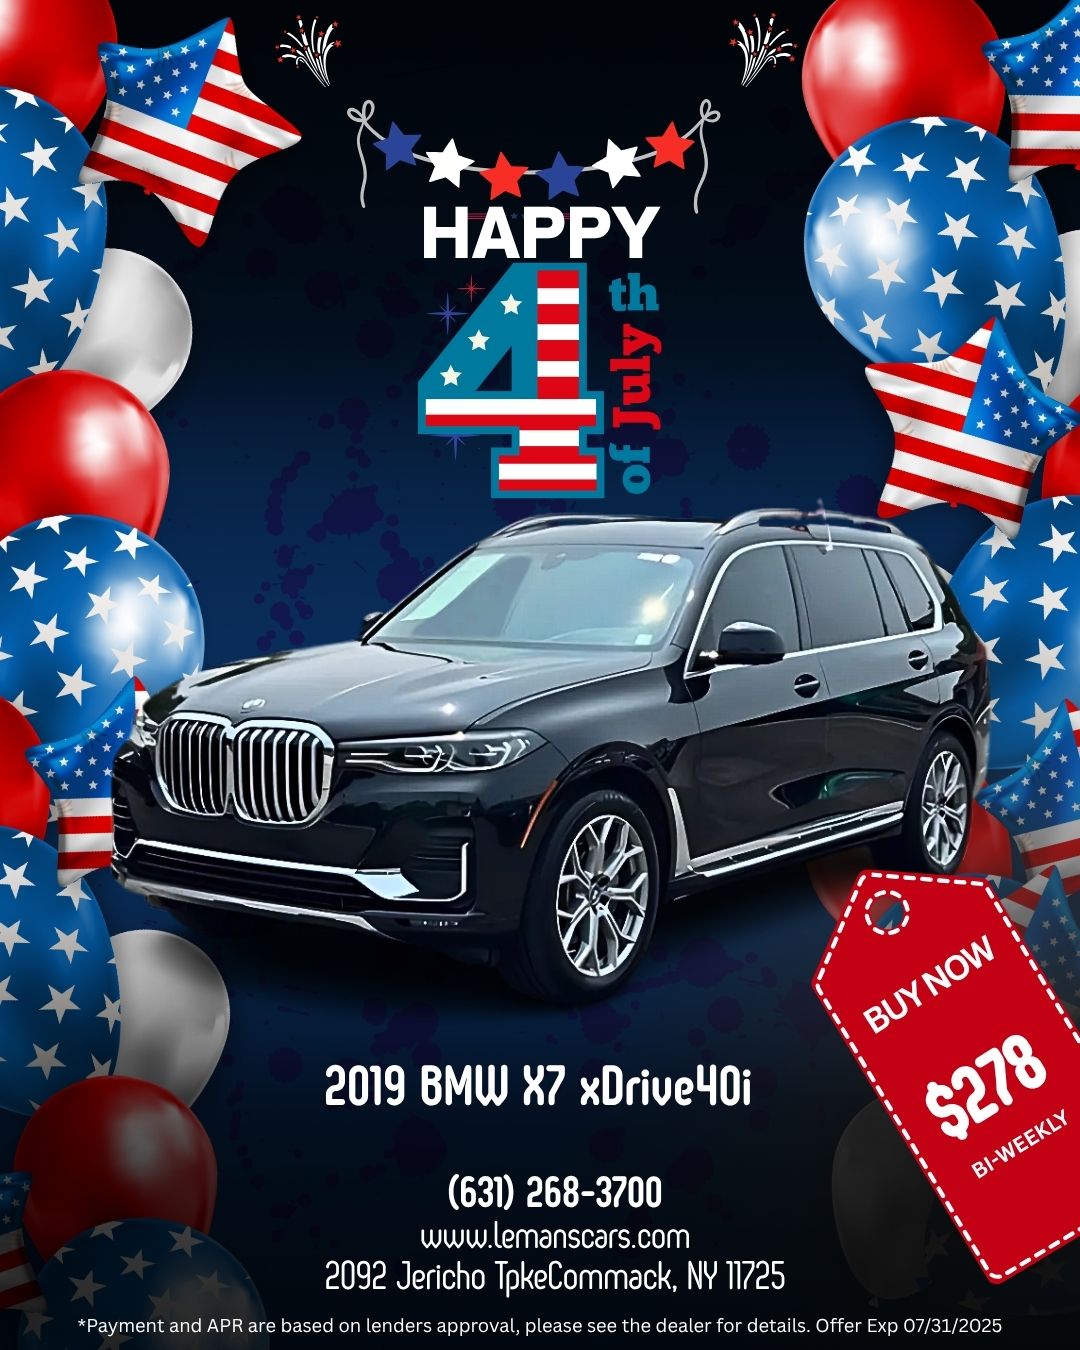 HAPPY
4th
of July
2019 BMW X7 xDrive40i
BUY NOW
$278
BI-WEEKLY
(631) 268-3700
www.lemanscars.com
2092 Jericho TpkeCommack, NY 11725
*Payment and APR are based on lenders approval, please see the dealer for details. Offer Exp 07/31/2025